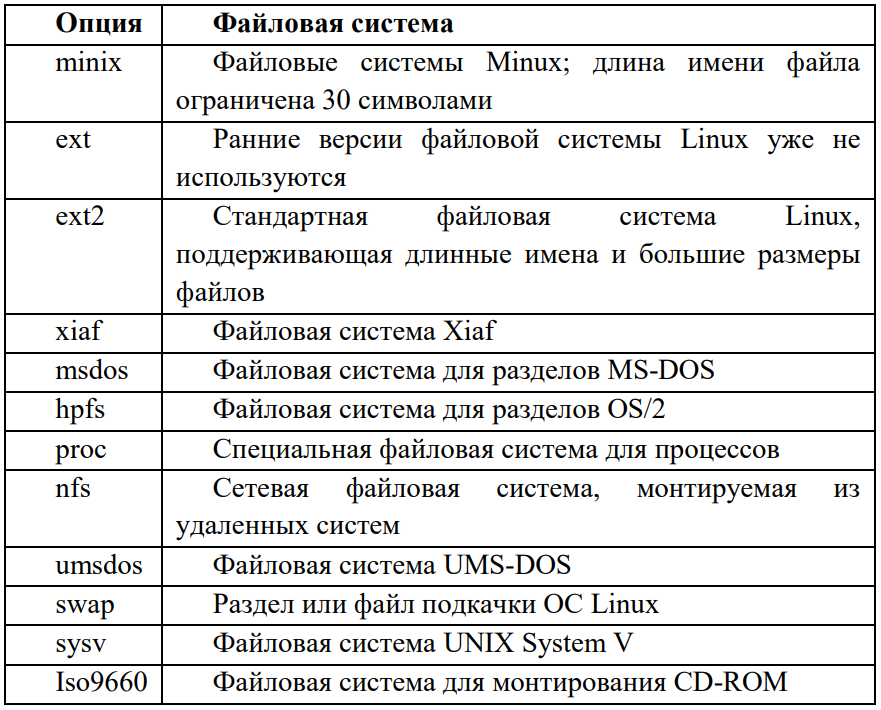 Опция Файловая система
minix Файловые системы Minux; длина имени файла
ограничена 30 символами
ext Ранние версии файловой системы Linux уже не
используются
ext2 Стандартная файловая система Linux,
поддерживающая длинные имена и большие размеры
файлов
xiaf Файловая система Xiaf
msdos Файловая система для разделов MS-DOS
hpfs Файловая система для разделов OS/2
proc Специальная файловая система для процессов
nfs Сетевая файловая система, монтируемая из
удаленных систем
umsdos Файловая система UMS-DOS
swap Раздел или файл подкачки ОС Linux
sysv Файловая система UNIX System V
Iso9660 Файловая система для монтирования CD-ROM